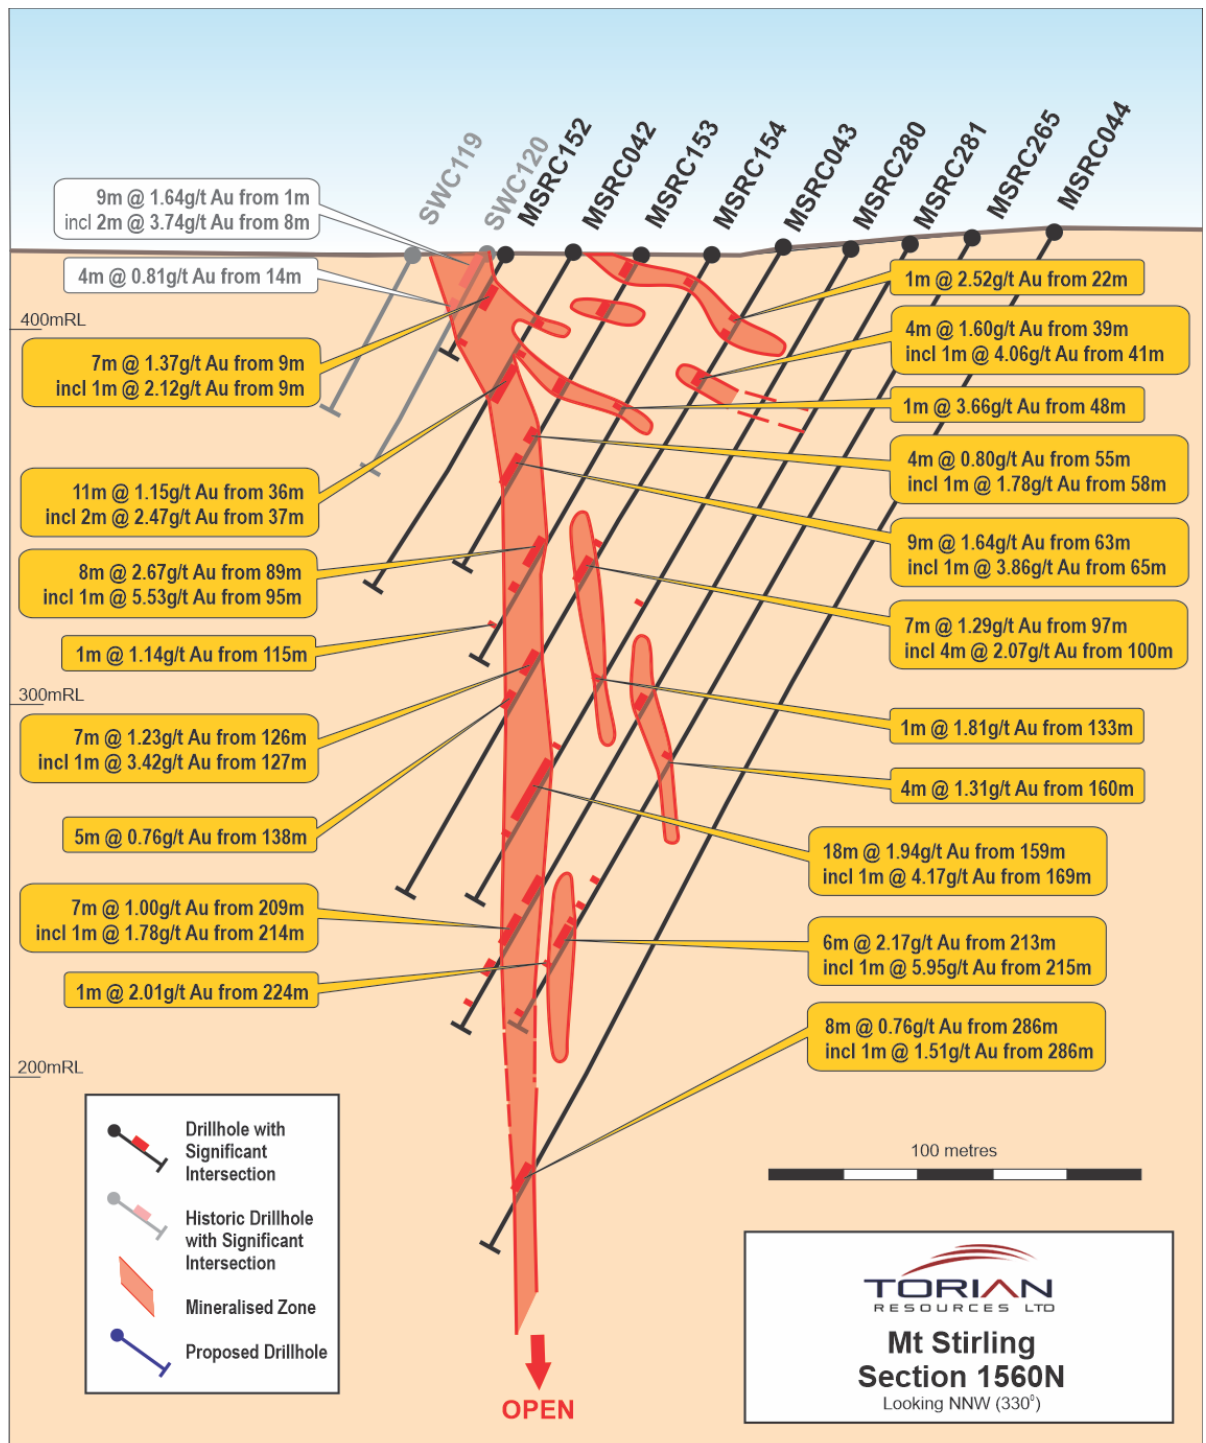 SWC119
SWC120
MSRC152
MSRC042
MSRC153
MSRC154
MSRC043
MSRC280
MSRC281
MSRC265
MSRC044
9m @ 1.64g/t Au from 1m
incl 2m @ 3.74g/t Au from 8m
4m @ 0.81g/t Au from 14m
400mRL
7m @ 1.37g/t Au from 9m
incl 1m @ 2.12g/t Au from 9m
11m @ 1.15g/t Au from 36m
incl 2m @ 2.47g/t Au from 37m
8m @ 2.67g/t Au from 89m
incl 1m @ 5.53g/t Au from 95m
1m @ 1.14g/t Au from 115m
300mRL
7m @ 1.23g/t Au from 126m
incl 1m @ 3.42g/t Au from 127m
5m @ 0.76g/t Au from 138m
7m @ 1.00g/t Au from 209m
incl 1m @ 1.78g/t Au from 214m
1m @ 2.01g/t Au from 224m
200mRL
1m @ 2.52g/t Au from 22m
4m @ 1.60g/t Au from 39m
incl 1m @ 4.06g/t Au from 41m
1m @ 3.66g/t Au from 48m
4m @ 0.80g/t Au from 55m
incl 1m @ 1.78g/t Au from 58m
9m @ 1.64g/t Au from 63m
incl 1m @ 3.86g/t Au from 65m
7m @ 1.29g/t Au from 97m
incl 4m @ 2.07g/t Au from 100m
1m @ 1.81g/t Au from 133m
4m @ 1.31g/t Au from 160m
18m @ 1.94g/t Au from 159m
incl 1m @ 4.17g/t Au from 169m
6m @ 2.17g/t Au from 213m
incl 1m @ 5.95g/t Au from 215m
8m @ 0.76g/t Au from 286m
incl 1m @ 1.51g/t Au from 286m
Drillhole with
Significant
Intersection
Historic Drillhole
with Significant
Intersection
Mineralised Zone
Proposed Drillhole
OPEN
100 metres
TORIAN
RESOURCES LTD
Mt Stirling
Section 1560N
Looking NNW (330⁰)